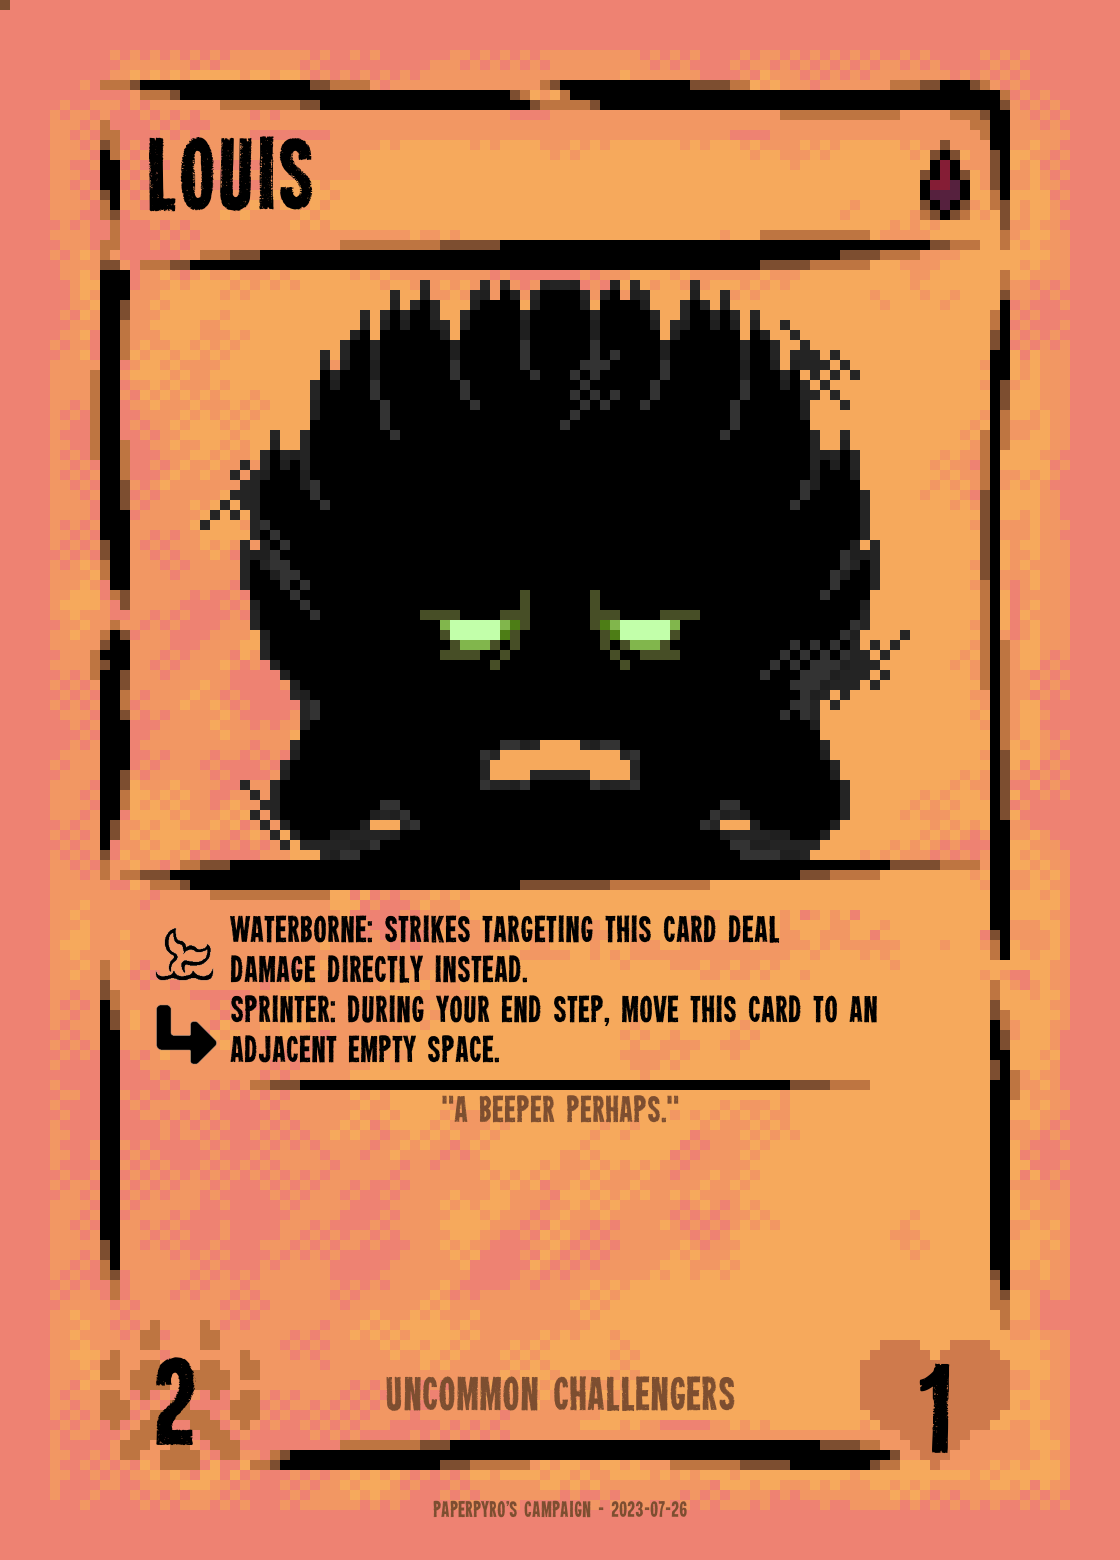 LOUIS
WATERBORNE: STRIKES TARGETING THIS CARD DEAL
DAMAGE DIRECTLY INSTEAD.
SPRINTER: DURING YOUR END STEP, MOVE THIS CARD TO AN
ADJACENT EMPTY SPACE.
"A BEEPER PERHAPS."
2
UNCOMMON CHALLENGERS
1
PAPERPYRO'S CAMPAIGN - 2023-07-26